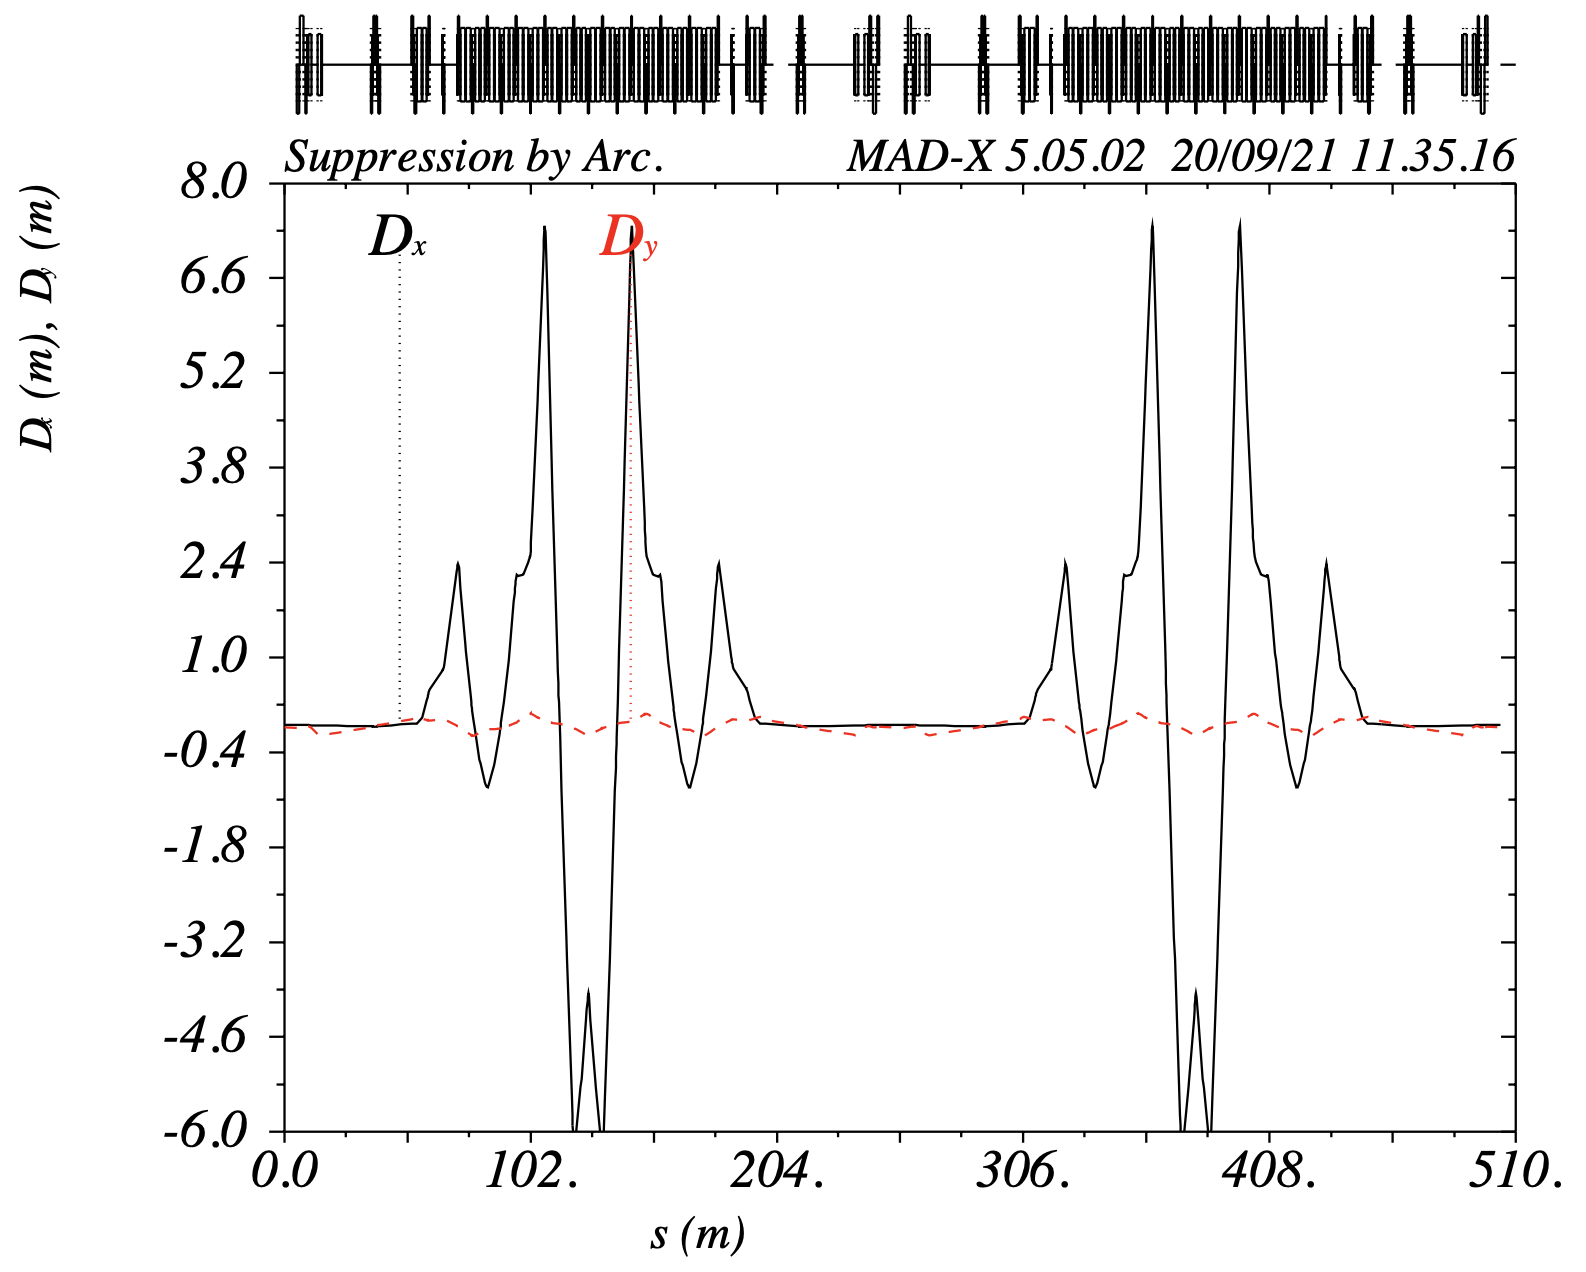 Suppression by Arc. MAD-X 5.05.02 20/09/21 11.35.16
Dx (m), Dy (m)
Dx
Dy
8.0
6.6
5.2
3.8
2.4
1.0
-0.4
-1.8
-3.2
-4.6
-6.0
0.0 102. 204. 306. 408. 510.
s (m)